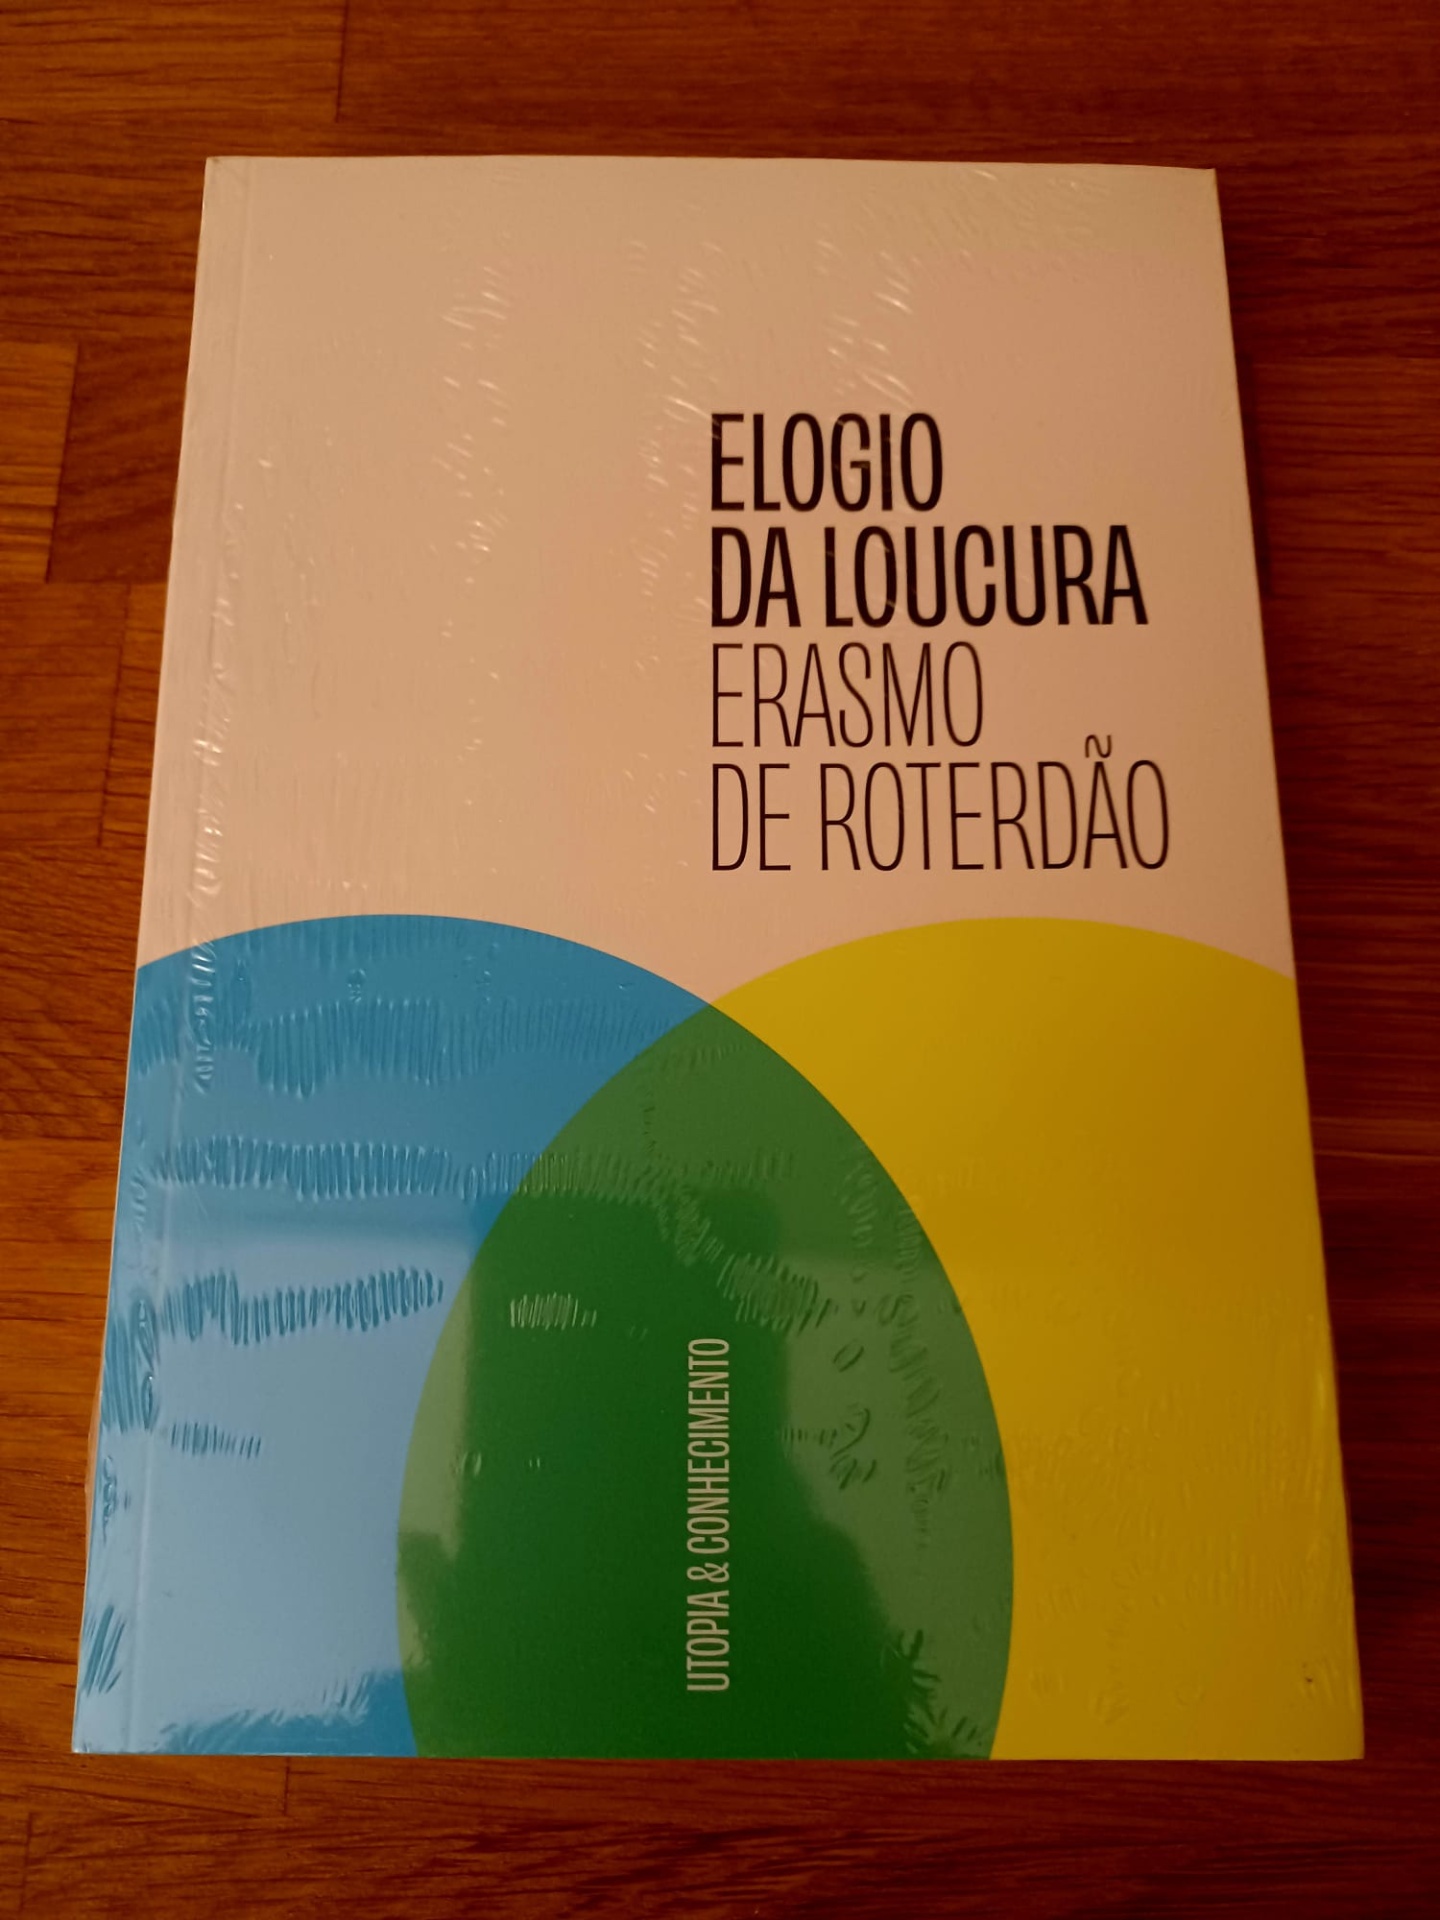 ELOGIO
DA LOUCURA
ERASMO
DE ROTERDÃO
UTOPIA & CONHECIMENTO